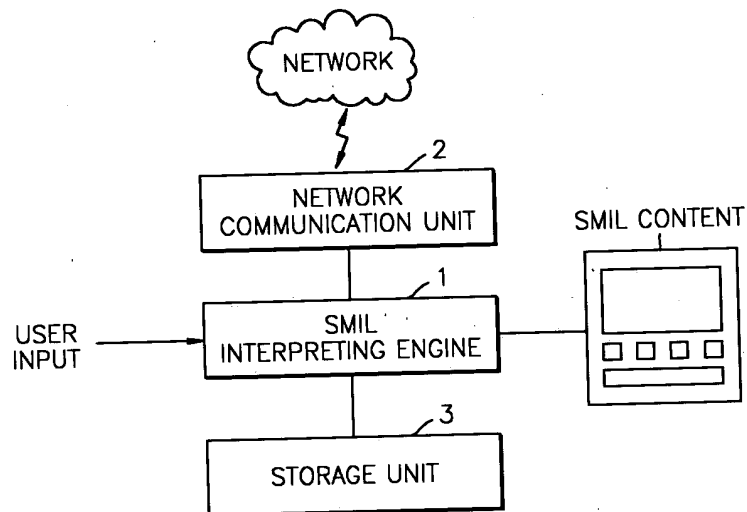 NETWORK
2
NETWORK
COMMUNICATION UNIT
SMIL CONTENT
1
USER
INPUT
SMIL
INTERPRETING ENGINE
3
STORAGE UNIT